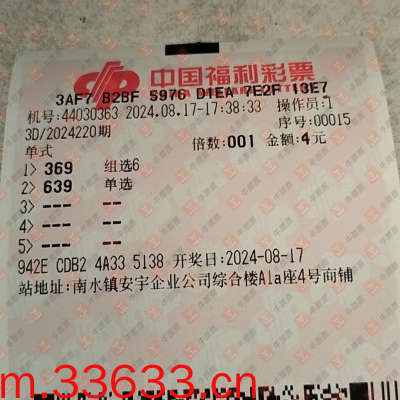 中国福利彩票
3AF7 82BF 5976 D1EA 7E2F 13E7
机号:44030363 2024.08.17-17:38:33 操作员:1
3D/2024220期 序号:00015
单式 倍数:001 金额:4元
1> 369 组选6
2> 639 单选
3> --- --
4> --- --
5> --- --
942E CDB2 4A33 5138 开奖日:2024-08-17
站地址:南水镇安宇企业公司综合楼A1a座4号商铺
m.33633.cn